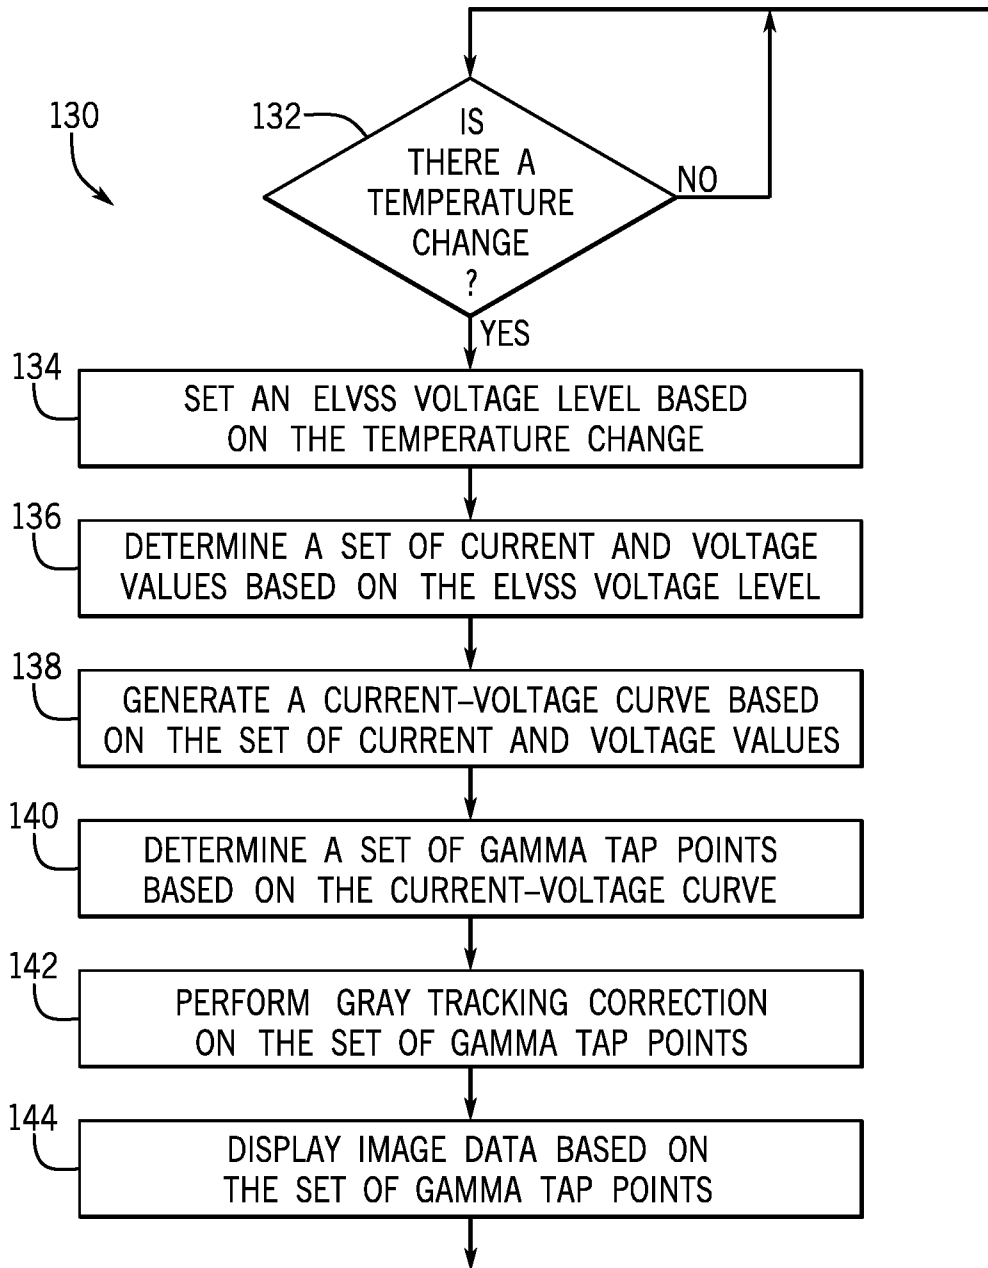 130
132
IS
THERE A
TEMPERATURE
CHANGE
?
NO
YES
134
SET AN ELVSS VOLTAGE LEVEL BASED
ON THE TEMPERATURE CHANGE
136
DETERMINE A SET OF CURRENT AND VOLTAGE
VALUES BASED ON THE ELVSS VOLTAGE LEVEL
138
GENERATE A CURRENT–VOLTAGE CURVE BASED
ON THE SET OF CURRENT AND VOLTAGE VALUES
140
DETERMINE A SET OF GAMMA TAP POINTS
BASED ON THE CURRENT–VOLTAGE CURVE
142
PERFORM GRAY TRACKING CORRECTION
ON THE SET OF GAMMA TAP POINTS
144
DISPLAY IMAGE DATA BASED ON
THE SET OF GAMMA TAP POINTS